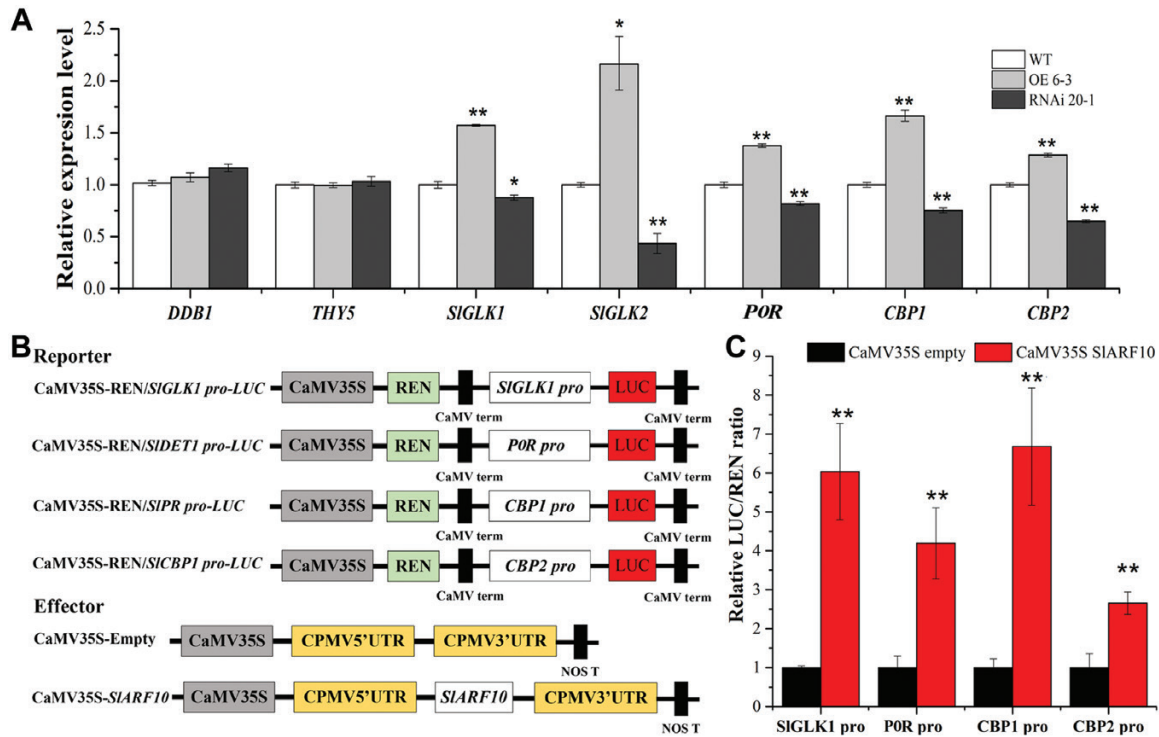 A
Relative expression level
2.5
2.0
1.5
1.0
0.5
0.0
WT
OE 6-3
RNAi 20-1
**
*
*
**
**
**
**
**
**
**
DDB1 THY5 SlGLK1 SlGLK2 P0R CBP1 CBP2
B
Reporter
CaMV35S-REN/SlGLK1 pro-LUC CaMV35S REN SlGLK1 pro LUC
CaMV term CaMV term
CaMV35S-REN/SlDET1 pro-LUC CaMV35S REN P0R pro LUC
CaMV term CaMV term
CaMV35S-REN/SlPR pro-LUC CaMV35S REN CBP1 pro LUC
CaMV term CaMV term
CaMV35S-REN/SlCBP1 pro-LUC CaMV35S REN CBP2 pro LUC
CaMV term CaMV term
Effector
CaMV35S-Empty CaMV35S CPMV5'UTR CPMV3'UTR
NOS T
CaMV35S-SlARF10 CaMV35S CPMV5'UTR SlARF10 CPMV3'UTR
NOS T
C
Relative LUC/REN ratio
9
8
7
6
5
4
3
2
1
0
CaMV35S empty CaMV35S SlARF10
**
**
**
**
SlGLK1 pro P0R pro CBP1 pro CBP2 pro